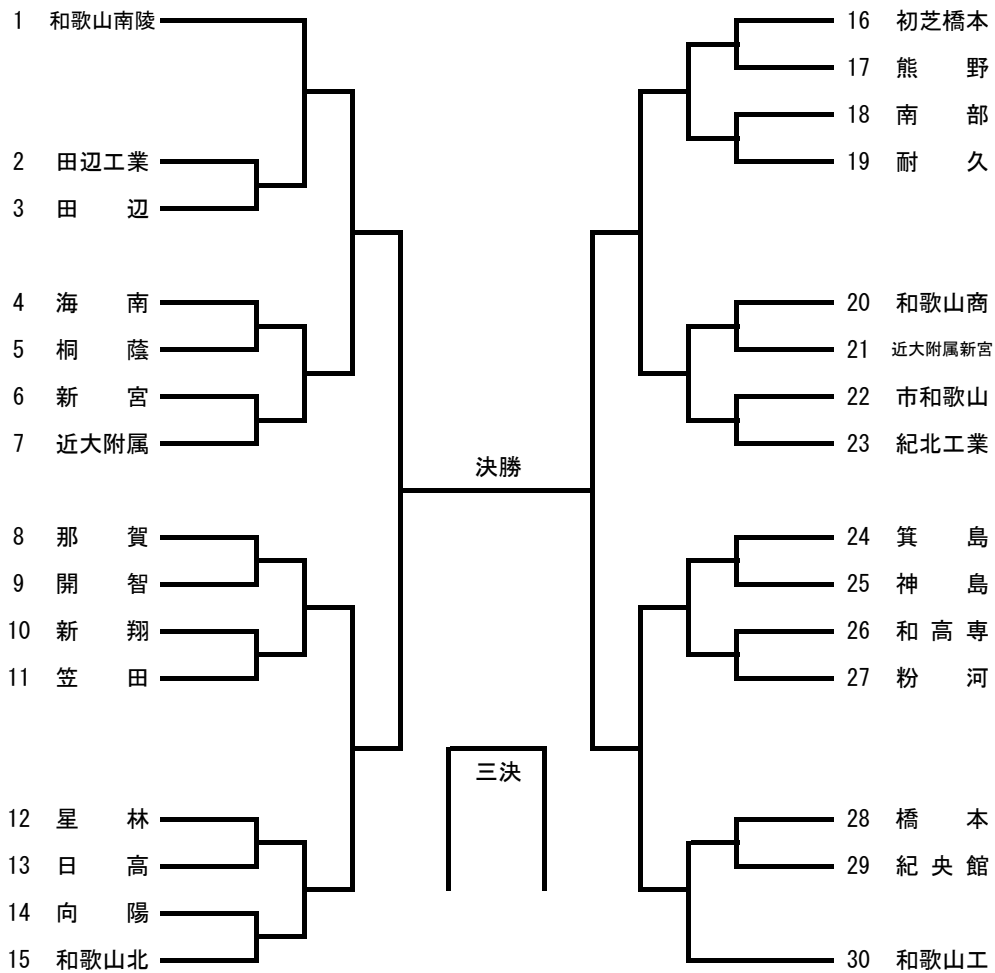 1 和歌山南陵
2 田辺工業
3 田辺
4 海南
5 桐蔭
6 新宮
7 近大附属
8 那賀
9 開智
10 新翔
11 笠田
12 星林
13 日高
14 向陽
15 和歌山北
決勝
三決
16 初芝橋本
17 熊野
18 南部
19 耐久
20 和歌山商
21 近大附属新宮
22 市和歌山
23 紀北工業
24 箕島
25 神島
26 和高専
27 粉河
28 橋本
29 紀央館
30 和歌山工